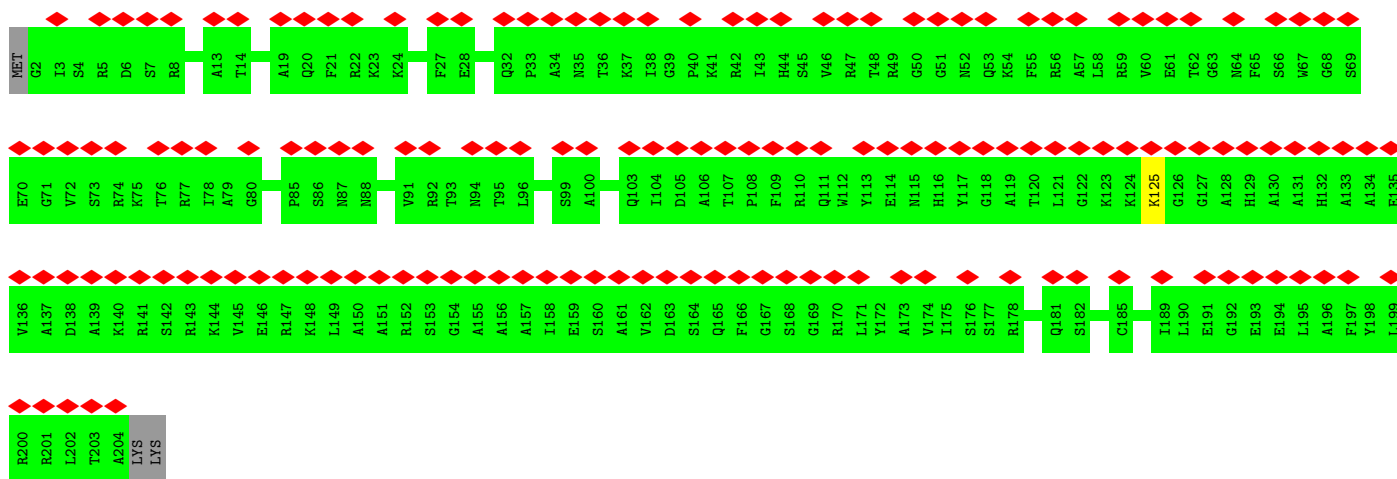 MET G2 I3 S4 R5 D6 S7 R8 A13 T14 A19 Q20 F21 R22 K23 K24 F27 E28 Q32 P33 A34 N35 T36 K37 I38 G39 P40 K41 R42 I43 H44 S45 V46 R47 T48 R49 G50 G51 N52 Q53 K54 F55 R56 A57 L58 R59 V60 E61 T62 G63 N64 F65 S66 W67 G68 S69
E70 G71 V72 S73 R74 K75 T76 R77 I78 A79 G80 P85 S86 N87 N88 V91 R92 T93 N94 T95 L96 S99 A100 Q103 I104 D105 A106 T107 P108 F109 R110 Q111 W112 Y113 E114 N115 H116 Y117 G118 A119 T120 L121 G122 K123 K124 K125 G126 G127 A128 H129 A130 A131 H132 A133 A134 E135
V136 A137 D138 A139 K140 R141 S142 R143 K144 V145 E146 R147 K148 L149 A150 A151 R152 S153 G154 A155 A156 A157 I158 E159 S160 A161 V162 D163 S164 Q165 F166 G167 S168 G169 R170 L171 Y172 A173 V174 I175 S176 S177 R178 Q181 S182 C185 I189 L190 E191 G192 E193 E194 L195 A196 F197 Y198 L199
R200 R201 L202 T203 A204 LYS LYS